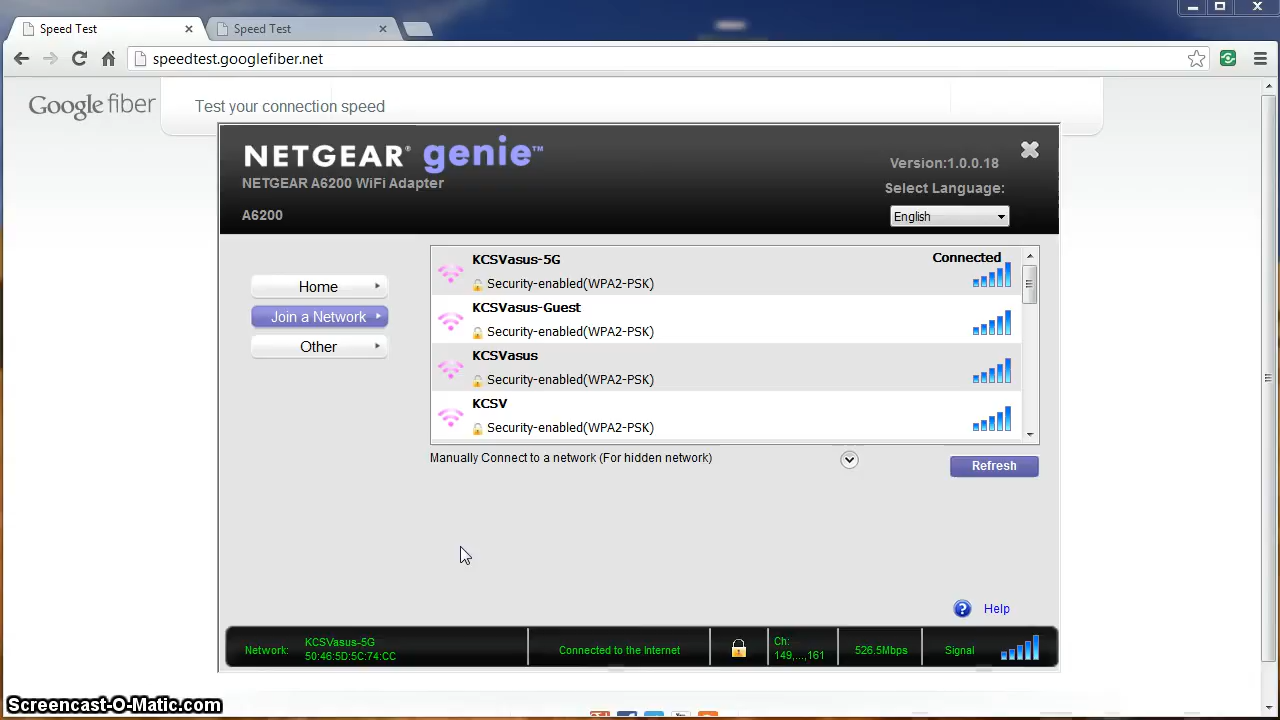 Speed Test
Speed Test
speedtest.googlefiber.net
Google fiber
Test your connection speed
NETGEAR® genie™
NETGEAR A6200 WiFi Adapter
A6200
Version:1.0.0.18
Select Language:
English
Home
Join a Network
Other
KCSVasus-5G
Connected
Security-enabled(WPA2-PSK)
KCSVasus-Guest
Security-enabled(WPA2-PSK)
KCSVasus
Security-enabled(WPA2-PSK)
KCSV
Security-enabled(WPA2-PSK)
Manually Connect to a network (For hidden network)
Refresh
? Help
Network:
KCSVasus-5G
50:46:5D:5C:74:CC
Connected to the Internet
Ch:
149,...,161
526.5Mbps
Signal
Screencast-O-Matic.com